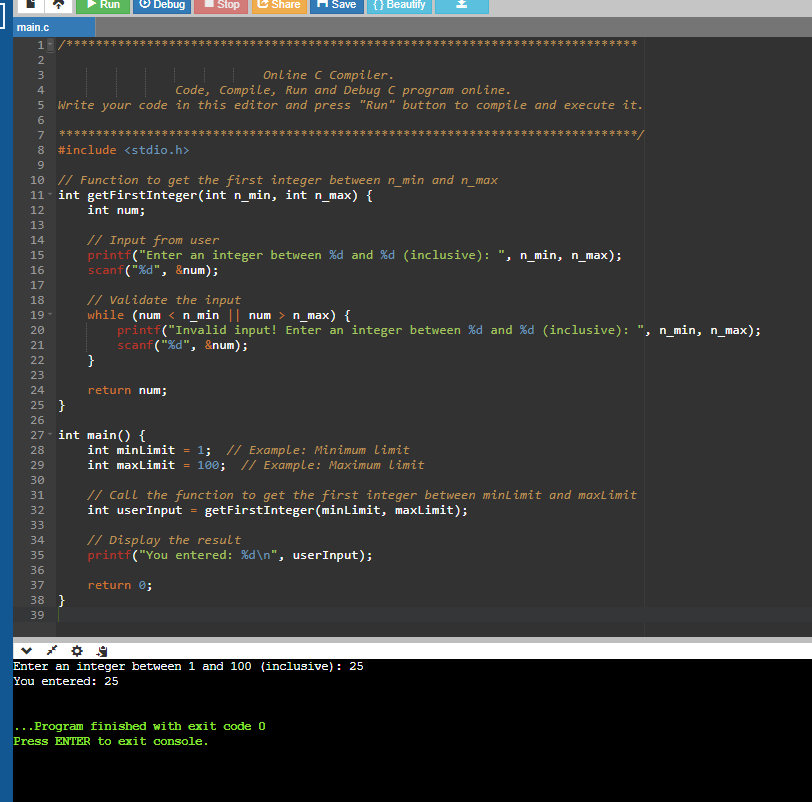 Run Debug Stop Share Save { } Beautify
main.c
1 /******************************************************************************
2
3 Online C Compiler.
4 Code, Compile, Run and Debug C program online.
5 Write your code in this editor and press "Run" button to compile and execute it.
6
7 *******************************************************************************/
8 #include <stdio.h>
9
10 // Function to get the first integer between n_min and n_max
11 int getFirstInteger(int n_min, int n_max) {
12     int num;
13
14     // Input from user
15     printf("Enter an integer between %d and %d (inclusive): ", n_min, n_max);
16     scanf("%d", &num);
17
18     // Validate the input
19     while (num < n_min || num > n_max) {
20         printf("Invalid input! Enter an integer between %d and %d (inclusive): ", n_min, n_max);
21         scanf("%d", &num);
22     }
23
24     return num;
25 }
26
27 int main() {
28     int minLimit = 1;  // Example: Minimum limit
29     int maxLimit = 100;  // Example: Maximum limit
30
31     // Call the function to get the first integer between minLimit and maxLimit
32     int userInput = getFirstInteger(minLimit, maxLimit);
33
34     // Display the result
35     printf("You entered: %d\n", userInput);
36
37     return 0;
38 }
39
Enter an integer between 1 and 100 (inclusive): 25
You entered: 25
...Program finished with exit code 0
Press ENTER to exit console.